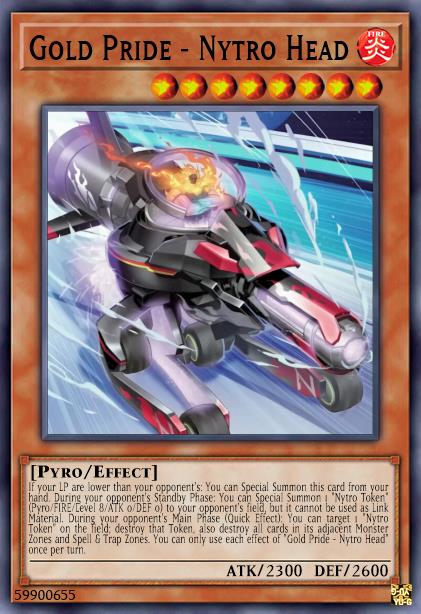 GOLD PRIDE - NYTRO HEAD
FIRE
炎
[PYRO/EFFECT]
If your LP are lower than your opponent's: You can Special Summon this card from your
hand. During your opponent's Standby Phase: You can Special Summon 1 "Nytro Token"
(Pyro/FIRE/Level 8/ATK 0/DEF 0) to your opponent's field, but it cannot be used as Link
Material. During your opponent's Main Phase (Quick Effect): You can target 1 "Nytro
Token" on the field; destroy that Token, also destroy all cards in its adjacent Monster
Zones and Spell & Trap Zones. You can only use each effect of "Gold Pride - Nytro Head"
once per turn.
ATK/2300 DEF/2600
59900655